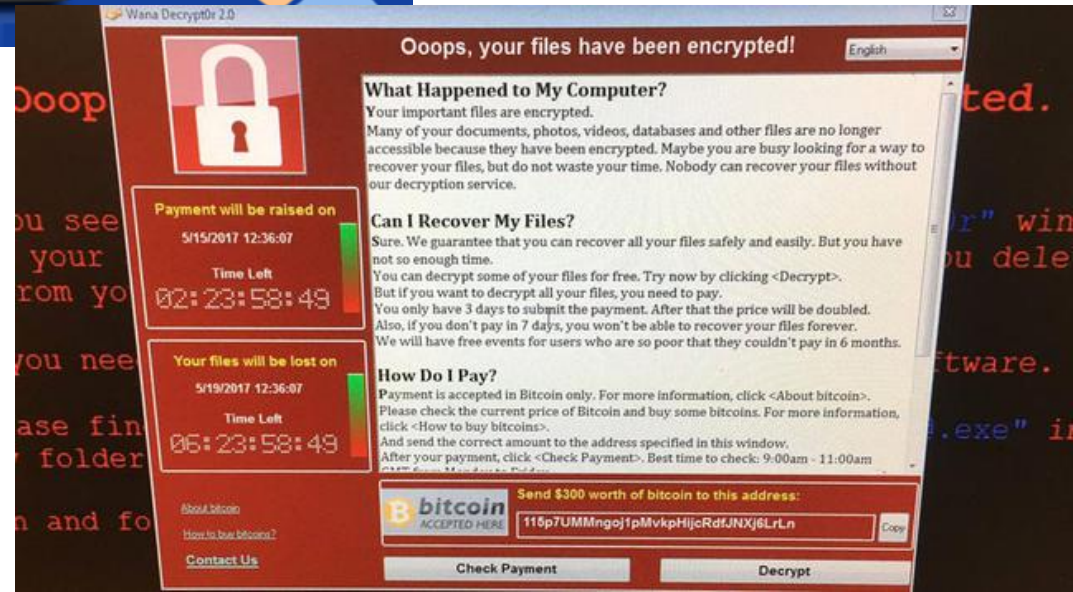 Wana Decrypt0r 2.0
Ooops, your files have been encrypted!
English
What Happened to My Computer?
Your important files are encrypted.
Many of your documents, photos, videos, databases and other files are no longer
accessible because they have been encrypted. Maybe you are busy looking for a way to
recover your files, but do not waste your time. Nobody can recover your files without
our decryption service.
Can I Recover My Files?
Sure. We guarantee that you can recover all your files safely and easily. But you have
not so enough time.
You can decrypt some of your files for free. Try now by clicking <Decrypt>.
But if you want to decrypt all your files, you need to pay.
You only have 3 days to submit the payment. After that the price will be doubled.
Also, if you don't pay in 7 days, you won't be able to recover your files forever.
We will have free events for users who are so poor that they couldn't pay in 6 months.
How Do I Pay?
Payment is accepted in Bitcoin only. For more information, click <About bitcoin>.
Please check the current price of Bitcoin and buy some bitcoins. For more information,
click <How to buy bitcoins>.
And send the correct amount to the address specified in this window.
After your payment, click <Check Payment>. Best time to check: 9:00am - 11:00am
GMT from Monday to Friday.
Payment will be raised on
5/15/2017 12:36:07
Time Left
02:23:58:49
Your files will be lost on
5/19/2017 12:36:07
Time Left
06:23:58:49
About bitcoin
How to buy bitcoins?
Contact Us
bitcoin
ACCEPTED HERE
Send $300 worth of bitcoin to this address:
115p7UMMngoj1pMvkpHijcRdfJNXj6LrLn
Copy
Check Payment
Decrypt
Ooop
ted.
ou see
r" win
your
ou dele
rom yo
you nee
tware.
ase fin
.exe" in
folder
n and fo